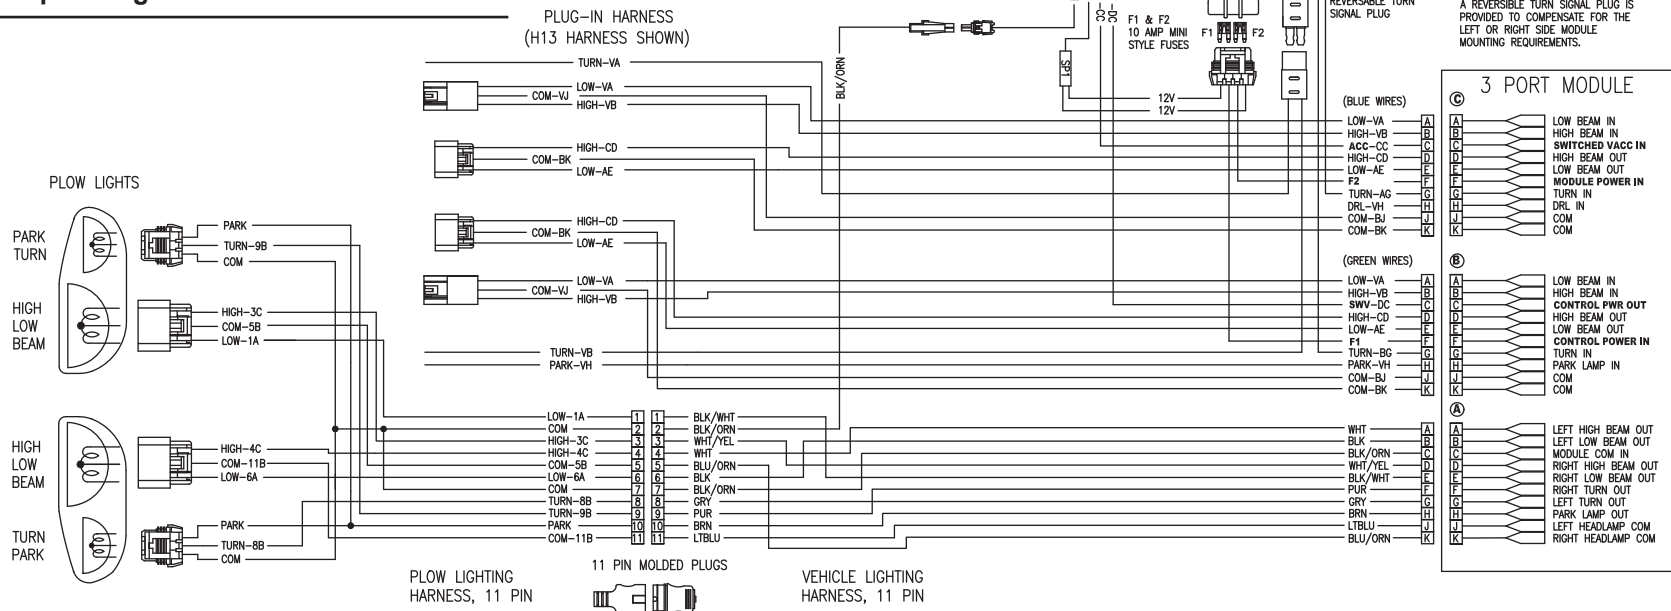 PLUG-IN HARNESS
(H13 HARNESS SHOWN)
TURN-VA
LOW-VA
COM-VJ
HIGH-VB
HIGH-CD
COM-BK
LOW-AE
HIGH-CD
COM-BK
LOW-AE
LOW-VA
COM-VJ
HIGH-VB
TURN-VB
PARK-VH
BLK/ORN
SP1
-CC
-DC
F1 & F2
10 AMP MINI
STYLE FUSES
F1
F2
12V
12V
REVERSABLE TURN
SIGNAL PLUG
A REVERSIBLE TURN SIGNAL PLUG IS
PROVIDED TO COMPENSATE FOR THE
LEFT OR RIGHT SIDE MODULE
MOUNTING REQUIREMENTS.
3 PORT MODULE
(BLUE WIRES)
C
LOW-VA A A LOW BEAM IN
HIGH-VB B B HIGH BEAM IN
ACC-CC C C SWITCHED VACC IN
HIGH-CD D D HIGH BEAM OUT
LOW-AE E E LOW BEAM OUT
F2 F F MODULE POWER IN
TURN-AG G G TURN IN
DRL-VH H H DRL IN
COM-BJ J J COM
COM-BK K K COM
(GREEN WIRES)
B
LOW-VA A A LOW BEAM IN
HIGH-VB B B HIGH BEAM IN
SWV-DC C C CONTROL PWR OUT
HIGH-CD D D HIGH BEAM OUT
LOW-AE E E LOW BEAM OUT
F1 F F CONTROL POWER IN
TURN-BG G G TURN IN
PARK-VH H H PARK LAMP IN
COM-BJ J J COM
COM-BK K K COM
A
WHT A A LEFT HIGH BEAM OUT
BLK B B LEFT LOW BEAM OUT
BLK/ORN C C MODULE COM IN
WHT/YEL D D RIGHT HIGH BEAM OUT
BLK/WHT E E RIGHT LOW BEAM OUT
PUR F F RIGHT TURN OUT
GRY G G LEFT TURN OUT
BRN H H PARK LAMP OUT
LTBLU J J LEFT HEADLAMP COM
BLU/ORN K K RIGHT HEADLAMP COM
PLOW LIGHTS
PARK
TURN
PARK
TURN-9B
COM
HIGH
LOW
BEAM
HIGH-3C
COM-5B
LOW-1A
HIGH
LOW
BEAM
HIGH-4C
COM-11B
LOW-6A
TURN
PARK
PARK
TURN-8B
COM
LOW-1A 1 1 BLK/WHT
COM 2 2 BLK/ORN
HIGH-3C 3 3 WHT/YEL
HIGH-4C 4 4 WHT
COM-5B 5 5 BLU/ORN
LOW-6A 6 6 BLK
COM 7 7 BLK/ORN
TURN-8B 8 8 GRY
TURN-9B 9 9 PUR
PARK 10 10 BRN
COM-11B 11 11 LTBLU
11 PIN MOLDED PLUGS
PLOW LIGHTING
HARNESS, 11 PIN
VEHICLE LIGHTING
HARNESS, 11 PIN